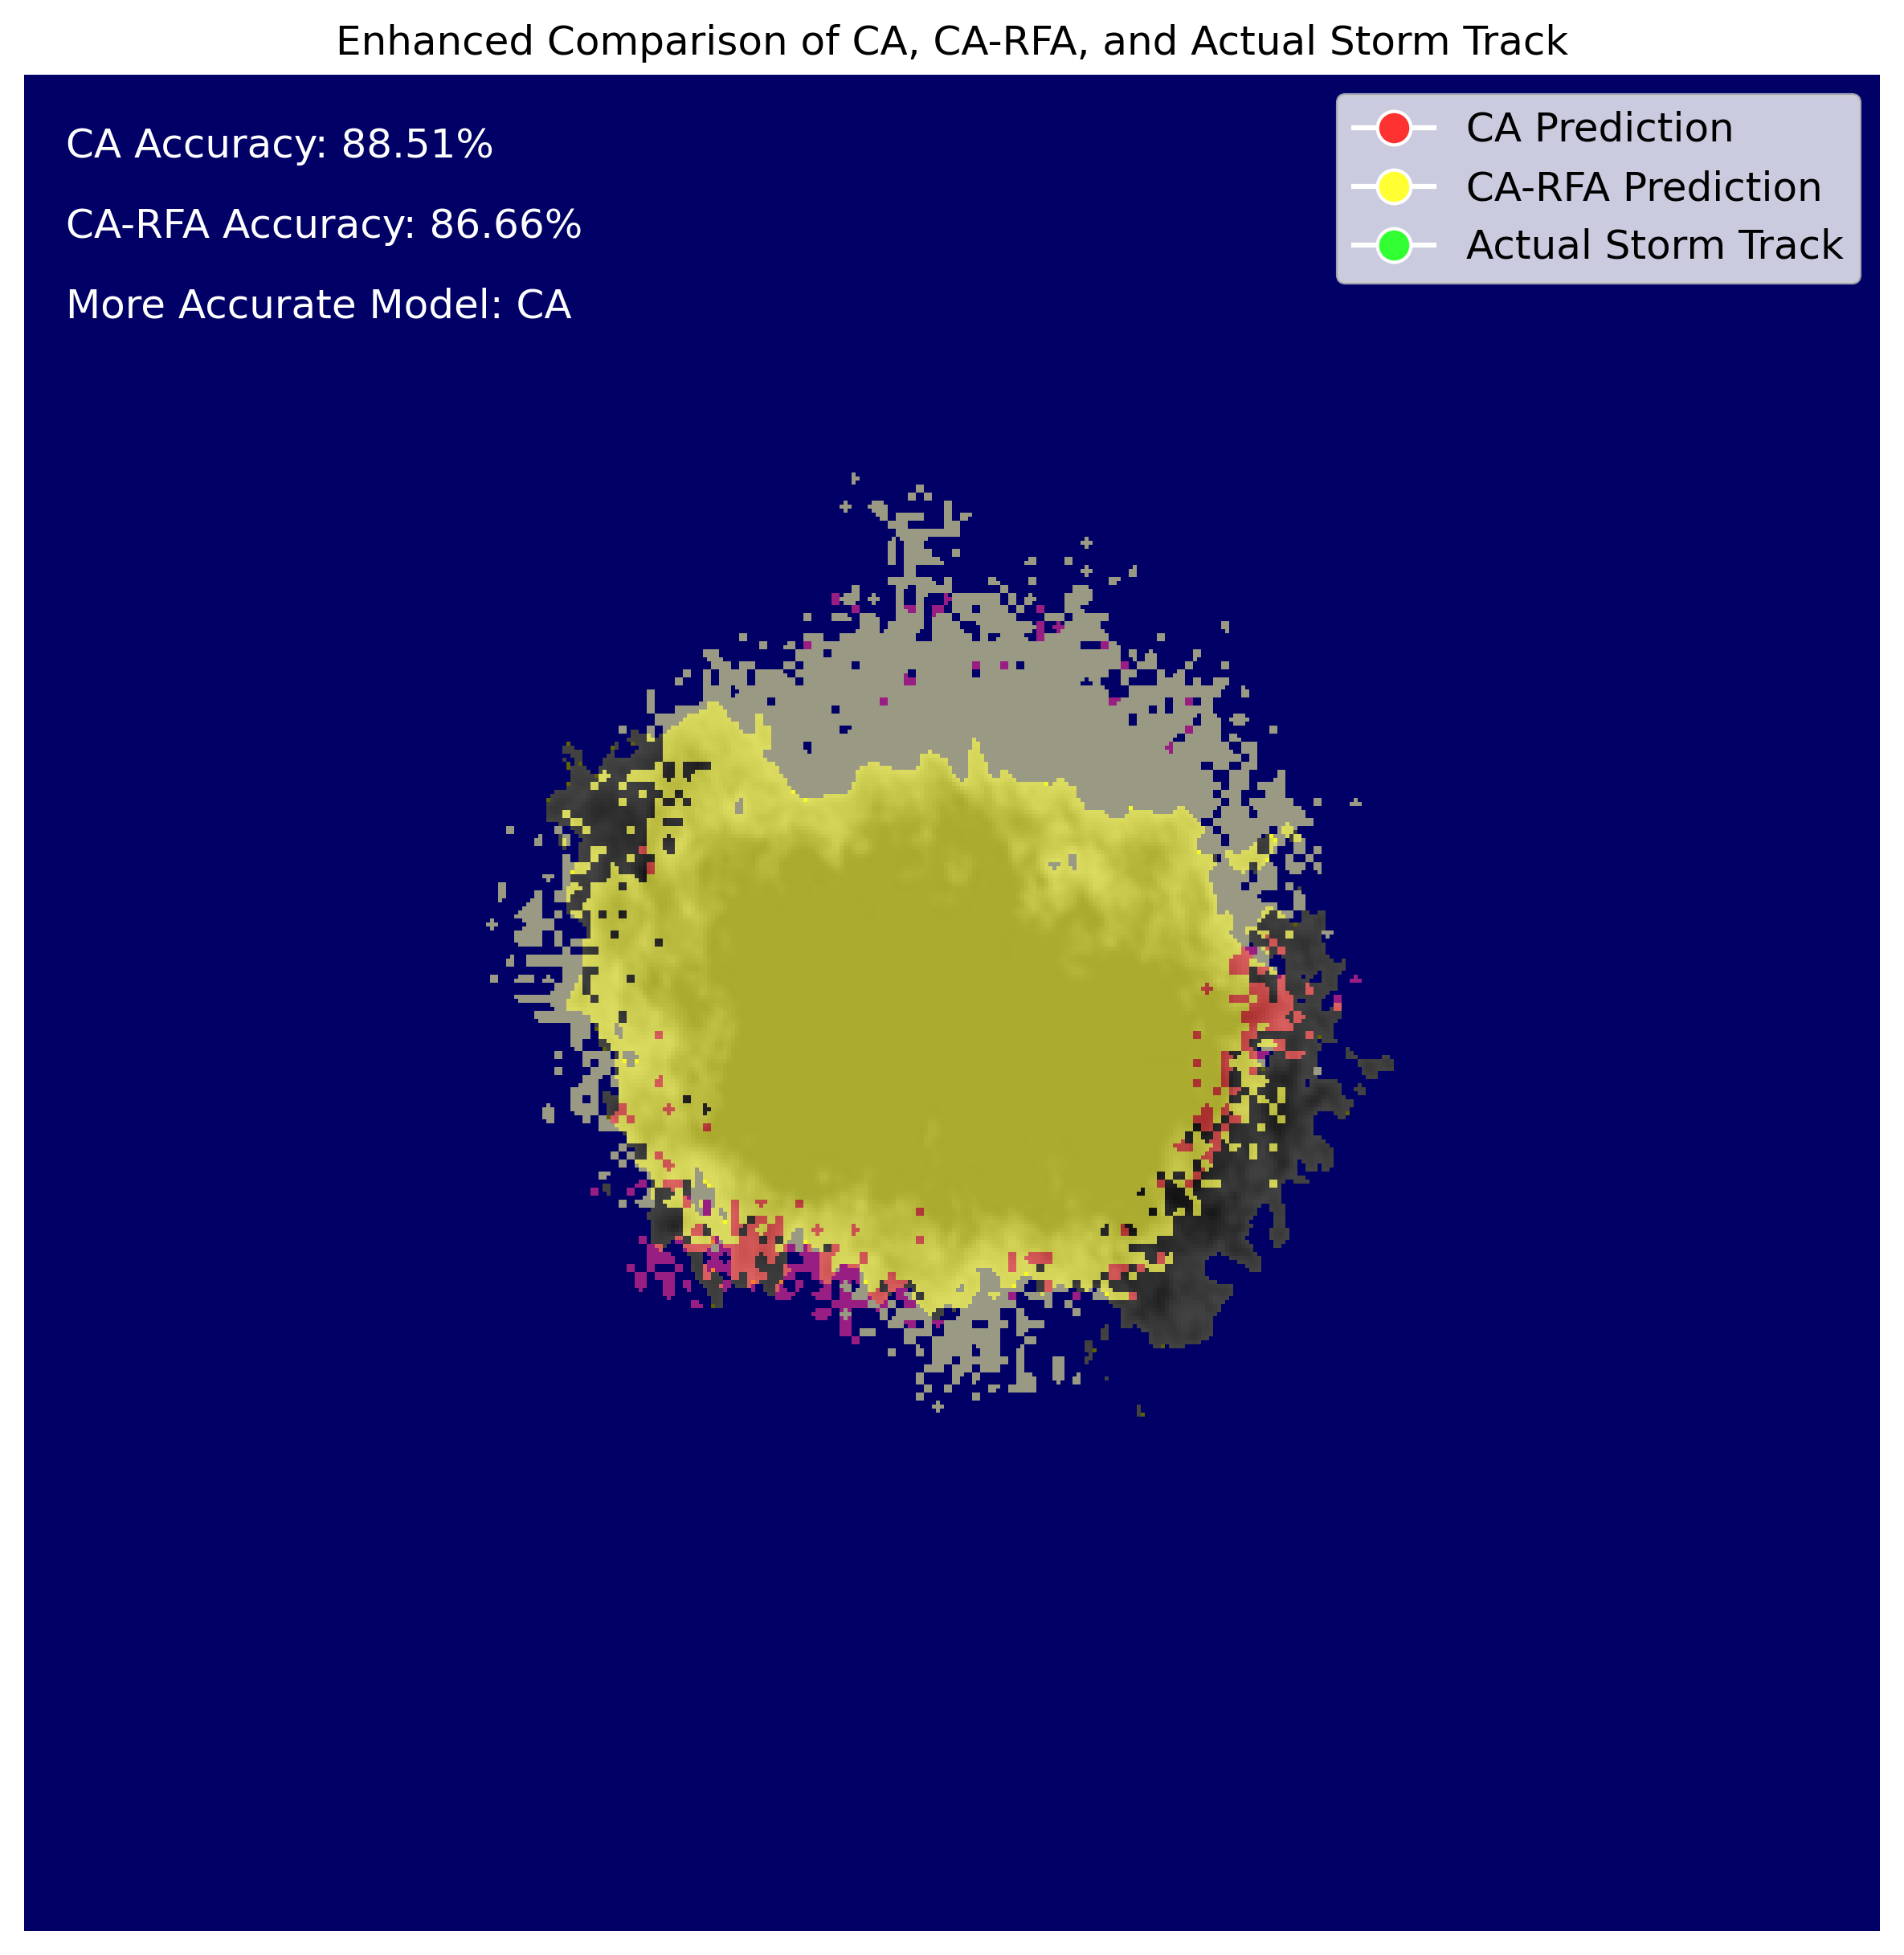 Enhanced Comparison of CA, CA-RFA, and Actual Storm Track
CA Accuracy: 88.51%
CA-RFA Accuracy: 86.66%
More Accurate Model: CA
CA Prediction
CA-RFA Prediction
Actual Storm Track